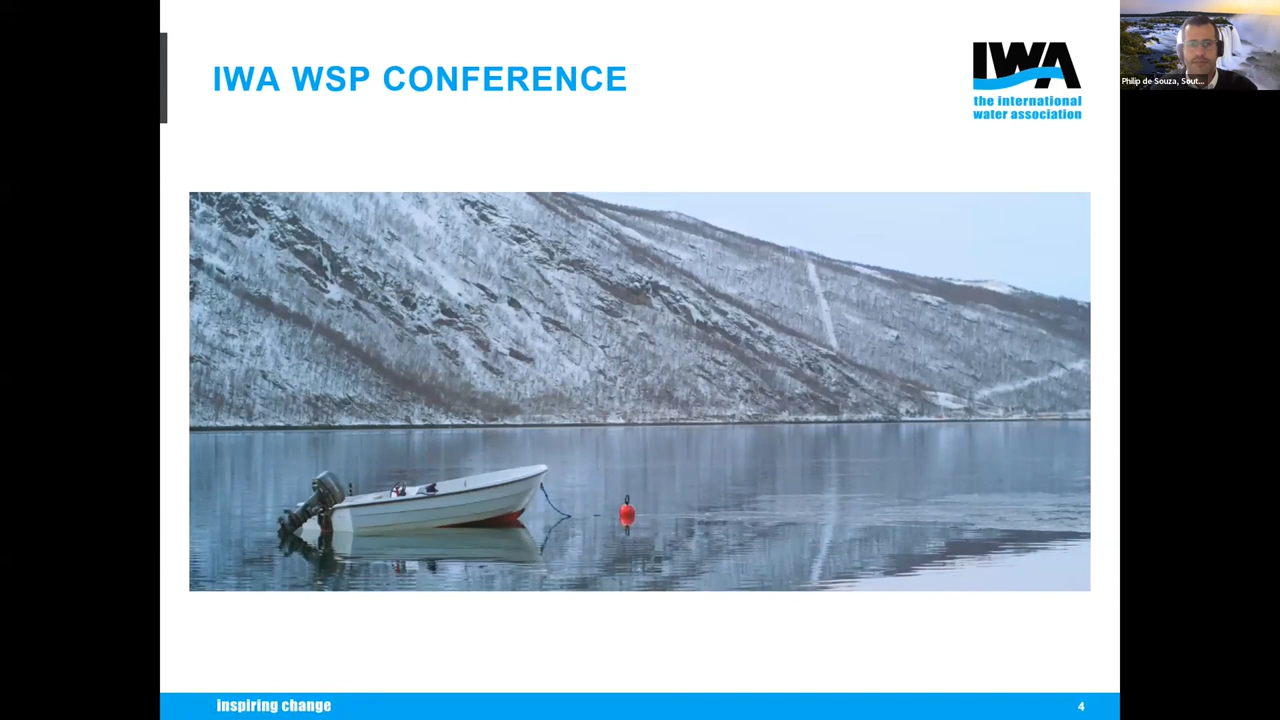 IWA WSP CONFERENCE
IWA
the international
water association
Philip de Souza, Sout...
inspiring change
4